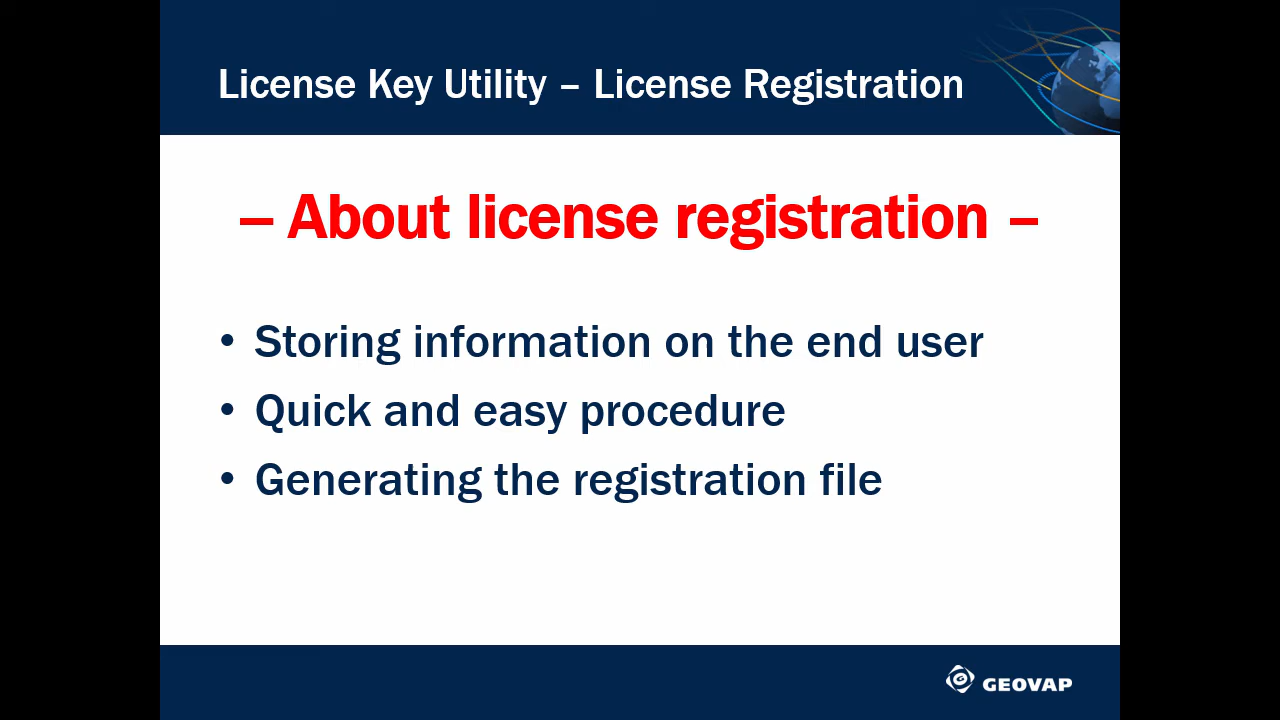 License Key Utility – License Registration
– About license registration –
• Storing information on the end user
• Quick and easy procedure
• Generating the registration file
GEOVAP